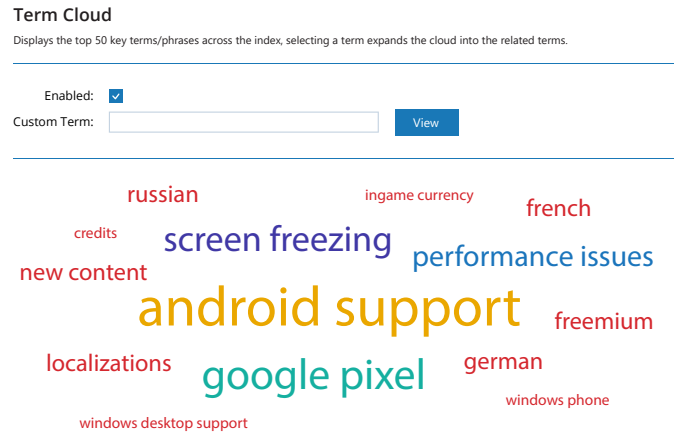 Term Cloud
Displays the top 50 key terms/phrases across the index, selecting a term expands the cloud into the related terms.
Enabled:
Custom Term:
View
russian
ingame currency
french
credits
screen freezing
performance issues
new content
android support
freemium
localizations
google pixel
german
windows phone
windows desktop support